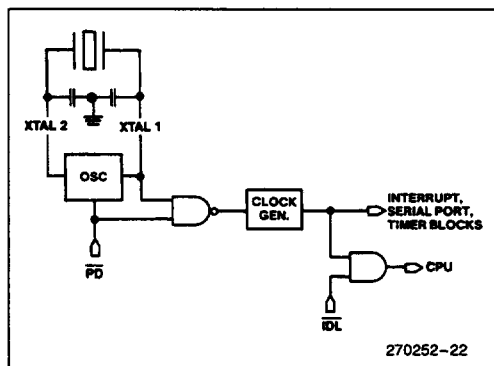 XTAL 2
XTAL 1
OSC
CLOCK
GEN.
INTERRUPT,
SERIAL PORT,
TIMER BLOCKS
CPU
PD
IDL
270252-22